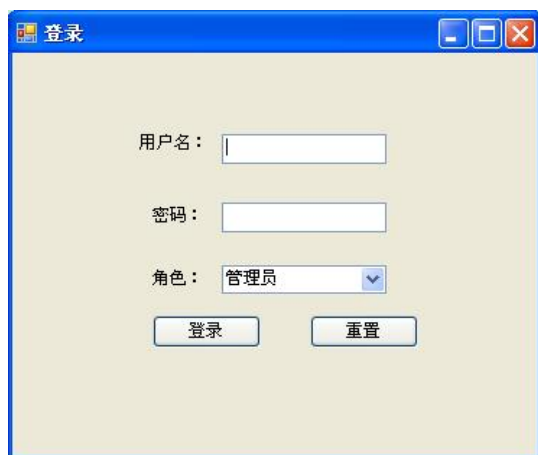 登录
用户名：
密码：
角色： 管理员
登录 重置